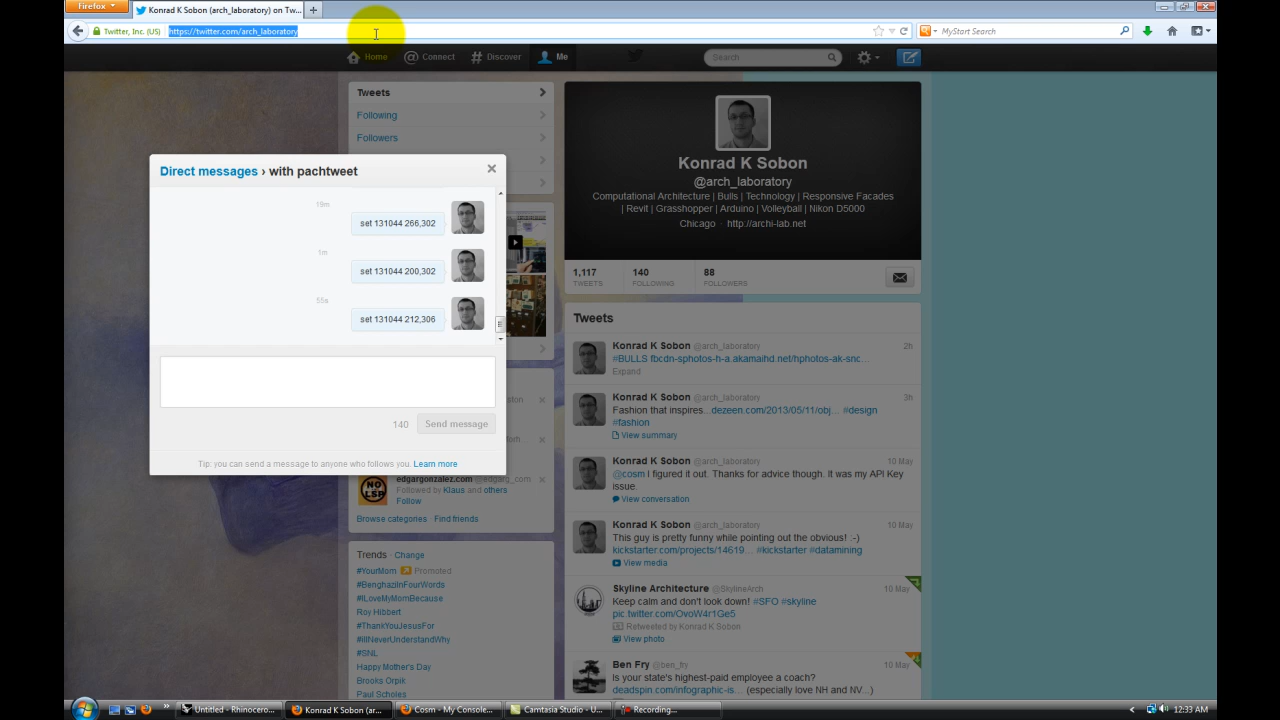 Firefox
Konrad K Sobon (arch_laboratory) on Tw...
Twitter, Inc. (US)
https://twitter.com/arch_laboratory
MyStart Search
Home
Connect
Discover
Me
Search
Tweets
Following
Followers
Konrad K Sobon
@arch_laboratory
Computational Architecture | Bulls | Technology | Responsive Facades
| Revit | Grasshopper | Arduino | Volleyball | Nikon D5000
Chicago · http://archi-lab.net
1,117
TWEETS
140
FOLLOWING
88
FOLLOWERS
Direct messages › with pachtweet
19m
set 131044 266,302
1m
set 131044 200,302
55s
set 131044 212,306
140
Send message
Tip: you can send a message to anyone who follows you. Learn more
edgargonzalez.com @edgarg_com
Followed by Klaus and others
Follow
Browse categories · Find friends
Trends · Change
#YourMom Promoted
#BenghaziInFourWords
#ILoveMyMomBecause
Roy Hibbert
#ThankYouJesusFor
#IllNeverUnderstandWhy
#SNL
Happy Mother's Day
Brooks Orpik
Paul Scholes
Tweets
Konrad K Sobon @arch_laboratory 2h
#BULLS fbcdn-sphotos-h-a.akamaihd.net/hphotos-ak-snc...
Expand
Konrad K Sobon @arch_laboratory 3h
Fashion that inspires...dezeen.com/2013/05/11/obj... #design
#fashion
View summary
Konrad K Sobon @arch_laboratory 10 May
@cosm I figured it out. Thanks for advice though. It was my API Key
issue.
View conversation
Konrad K Sobon @arch_laboratory 10 May
This guy is pretty funny while pointing out the obvious! :-)
kickstarter.com/projects/14619... #kickstarter #datamining
View media
Skyline Architecture @SkylineArch 10 May
Keep calm and don't look down! #SFO #skyline
pic.twitter.com/OvoW4r1Ge5
Retweeted by Konrad K Sobon
View photo
Ben Fry @ben_fry 10 May
Is your state's highest-paid employee a coach?
deadspin.com/infographic-is... (especially love NH and NV...)
Untitled - Rhinocero...
Konrad K Sobon (ar...
Cosm - My Console...
Camtasia Studio - U...
Recording...
12:33 AM